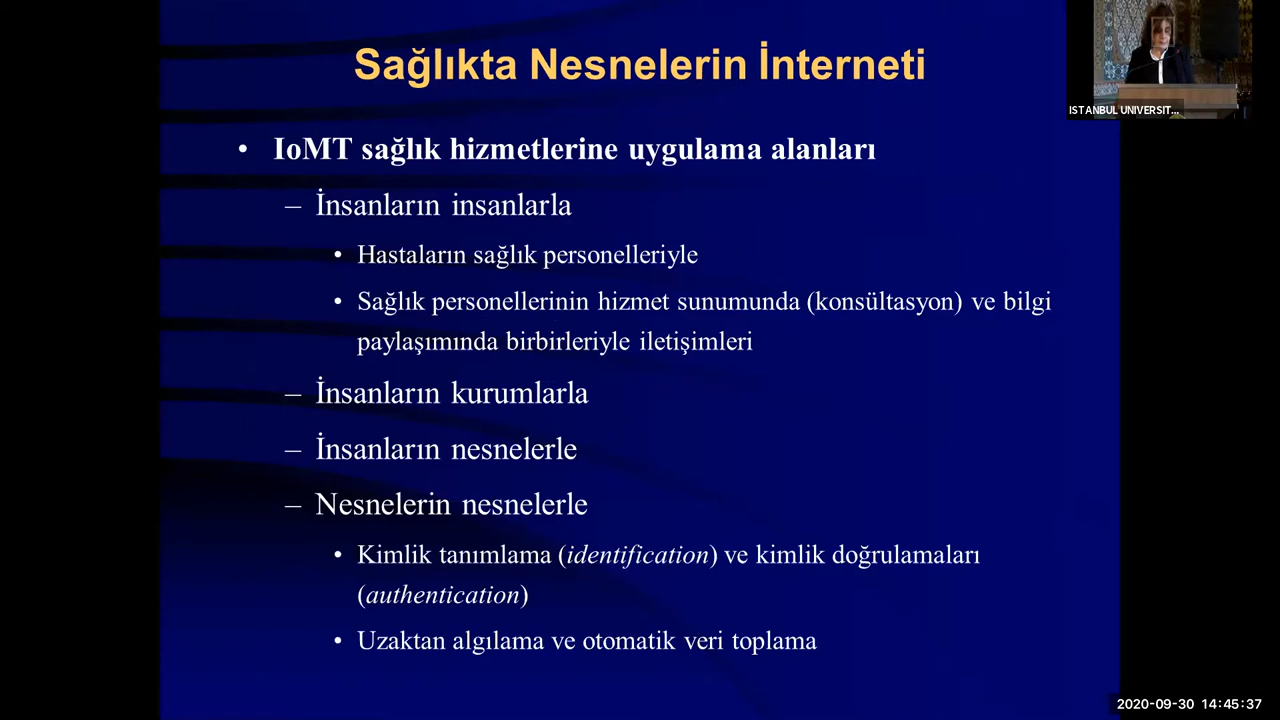 Sağlıkta Nesnelerin İnterneti
ISTANBUL UNIVERSIT...
• IoMT sağlık hizmetlerine uygulama alanları
– İnsanların insanlarla
• Hastaların sağlık personelleriyle
• Sağlık personellerinin hizmet sunumunda (konsültasyon) ve bilgi
paylaşımında birbirleriyle iletişimleri
– İnsanların kurumlarla
– İnsanların nesnelerle
– Nesnelerin nesnelerle
• Kimlik tanımlama (identification) ve kimlik doğrulamaları
(authentication)
• Uzaktan algılama ve otomatik veri toplama
2020-09-30 14:45:37